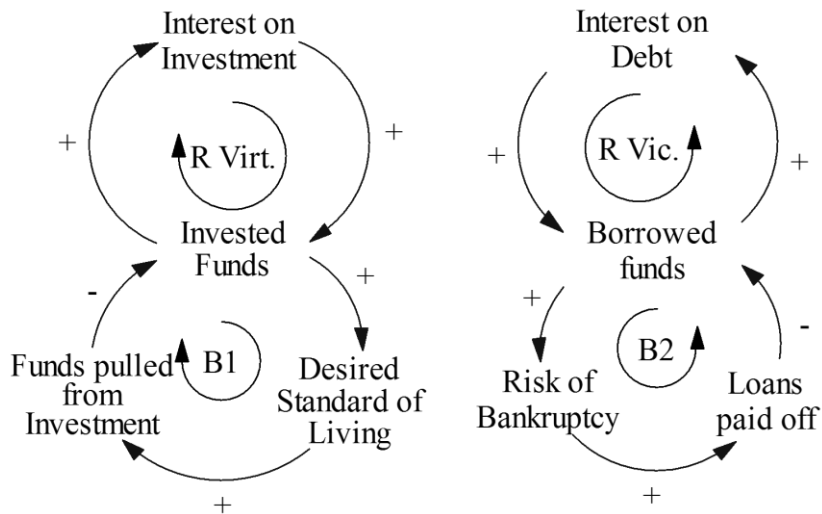 Interest on
Investment
+
+
R Virt.
Invested
Funds
-
+
B1
Funds pulled
from
Investment
Desired
Standard of
Living
+
Interest on
Debt
+
+
R Vic.
Borrowed
funds
+
-
B2
Risk of
Bankruptcy
Loans
paid off
+